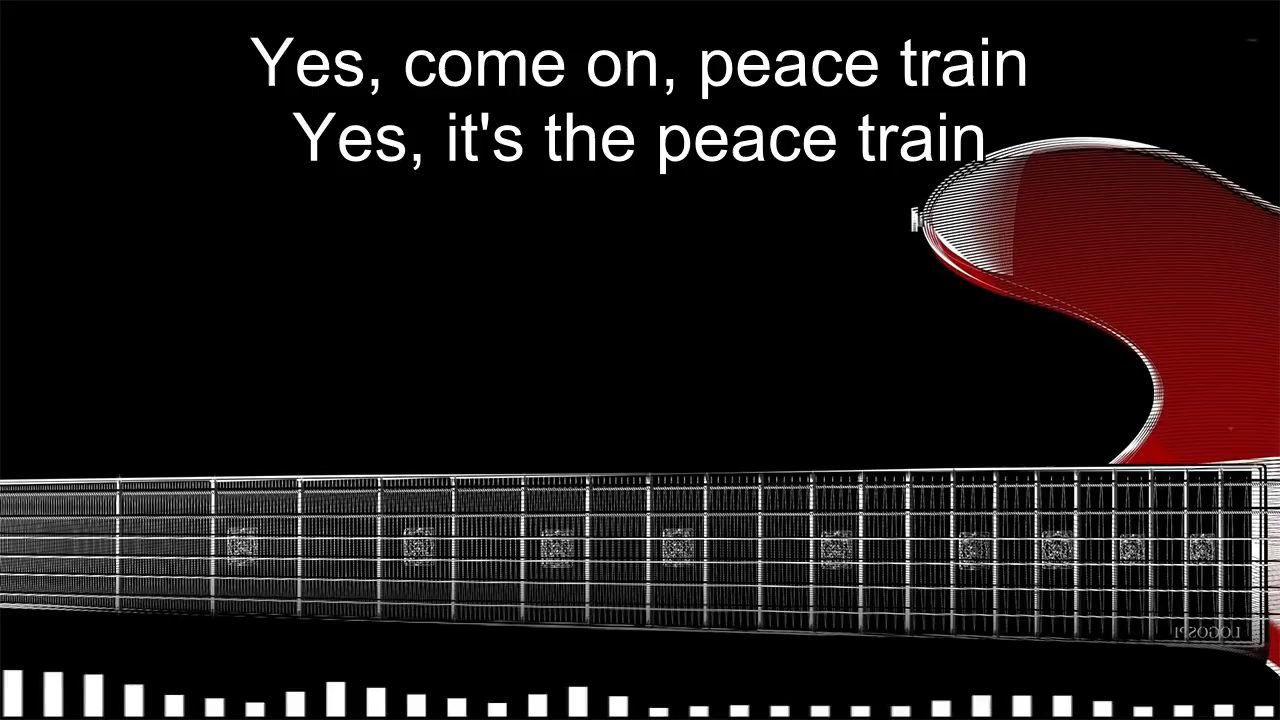 Yes, come on, peace train
Yes, it's the peace train